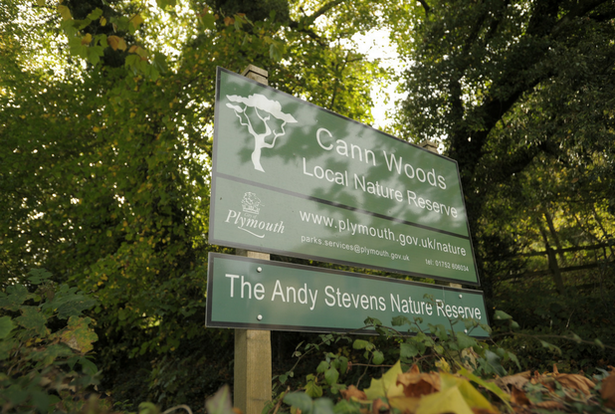 Cann Woods
Local Nature Reserve
Plymouth
www.plymouth.gov.uk/nature
parks.services@plymouth.gov.uk tel: 01752 606034
The Andy Stevens Nature Reserve